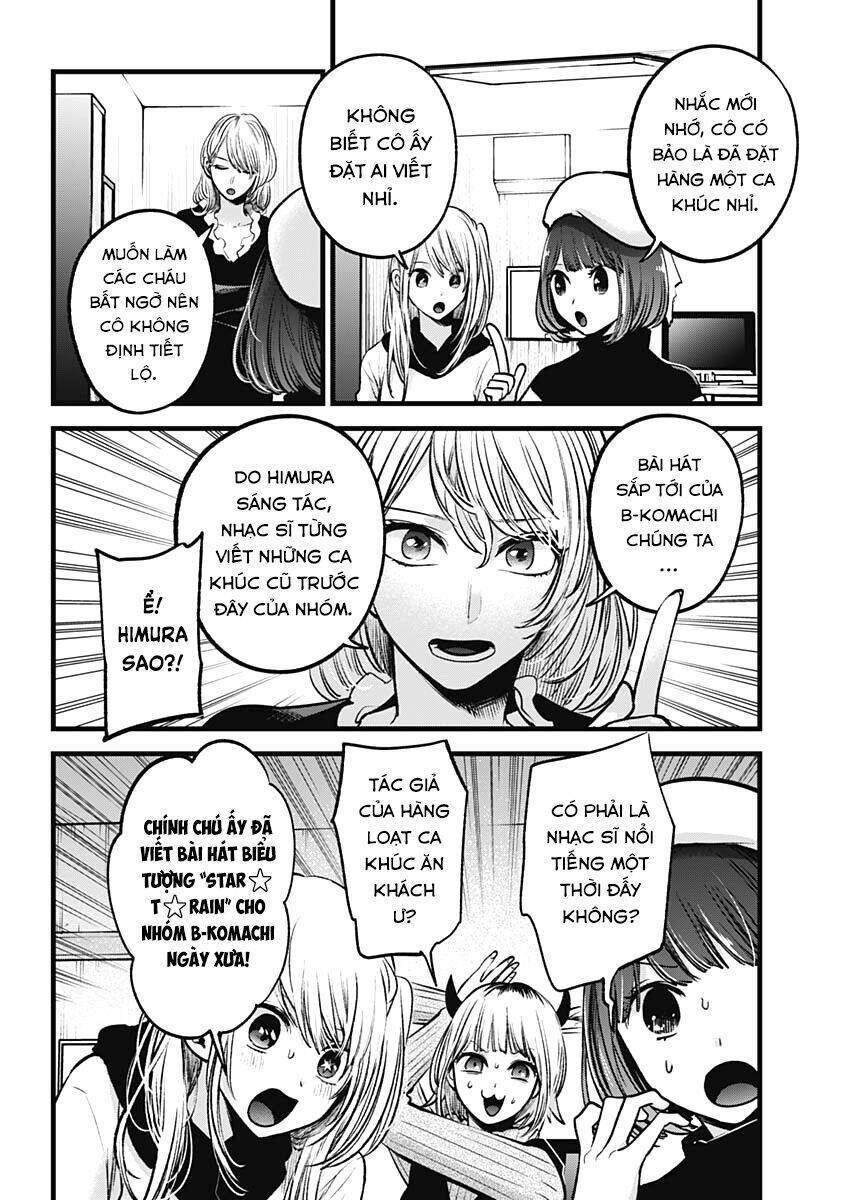 NHẮC MỚI
NHỚ, CÔ CÓ
BẢO LÀ ĐÃ ĐẶT
HÀNG MỘT CA
KHÚC NHỈ.
KHÔNG
BIẾT CÔ ẤY
ĐẶT AI VIẾT
NHỈ.
MUỐN LÀM
CÁC CHÁU
BẤT NGỜ NÊN
CÔ KHÔNG
ĐỊNH TIẾT
LỘ.
BÀI HÁT
SẮP TỚI CỦA
B-KOMACHI
CHÚNG TA
...
DO HIMURA
SÁNG TÁC,
NHẠC SĨ TỪNG
VIẾT NHỮNG CA
KHÚC CŨ TRƯỚC
ĐÂY CỦA NHÓM.
Ể!
HIMURA
SAO?!
CÓ PHẢI LÀ
NHẠC SĨ NỔI
TIẾNG MỘT
THỜI ĐẤY
KHÔNG?
TÁC GIẢ
CỦA HÀNG
LOẠT CA
KHÚC ĂN
KHÁCH
Ư?
CHÍNH CHÚ ẤY ĐÃ
VIẾT BÀI HÁT BIỂU
TƯỢNG "STAR☆
T☆RAIN" CHO
NHÓM B-KOMACHI
NGÀY XƯA!